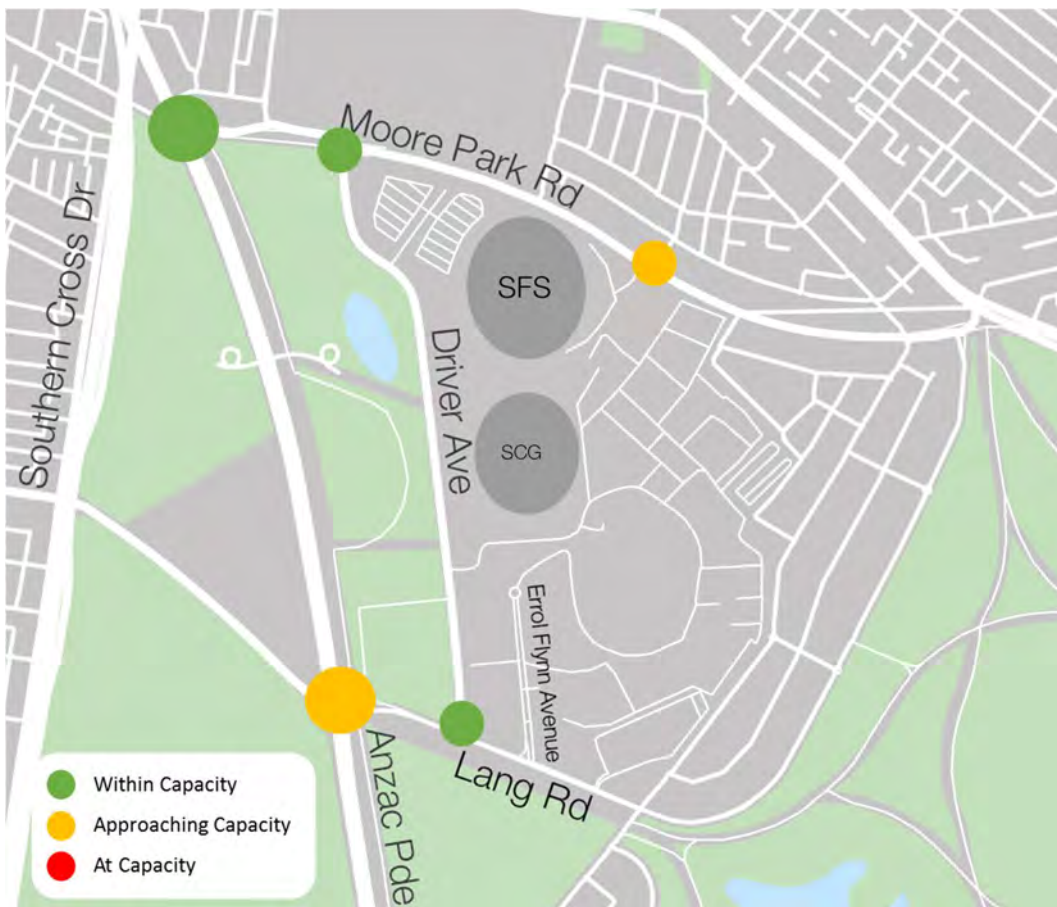 Moore Park Rd
Southern Cross Dr
SFS
Driver Ave
SCG
Errol Flynn Avenue
Anzac Pde
Lang Rd
Within Capacity
Approaching Capacity
At Capacity